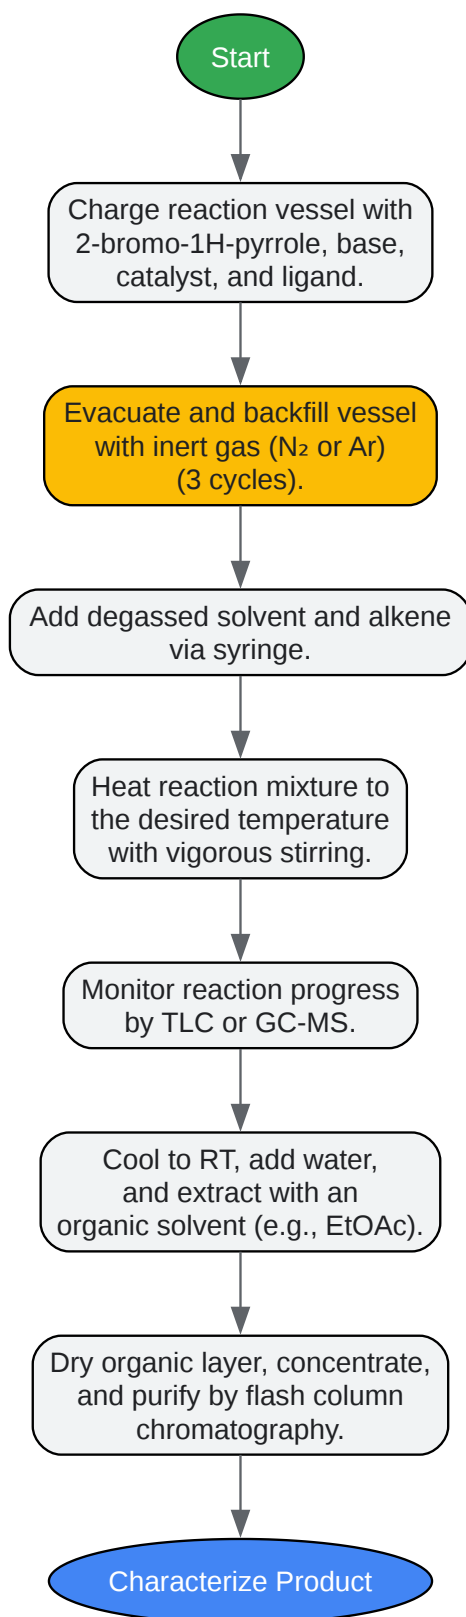 Start
Charge reaction vessel with
2-bromo-1H-pyrrole, base,
catalyst, and ligand.
Evacuate and backfill vessel
with inert gas (N₂ or Ar)
(3 cycles).
Add degassed solvent and alkene
via syringe.
Heat reaction mixture to
the desired temperature
with vigorous stirring.
Monitor reaction progress
by TLC or GC-MS.
Cool to RT, add water,
and extract with an
organic solvent (e.g., EtOAc).
Dry organic layer, concentrate,
and purify by flash column
chromatography.
Characterize Product